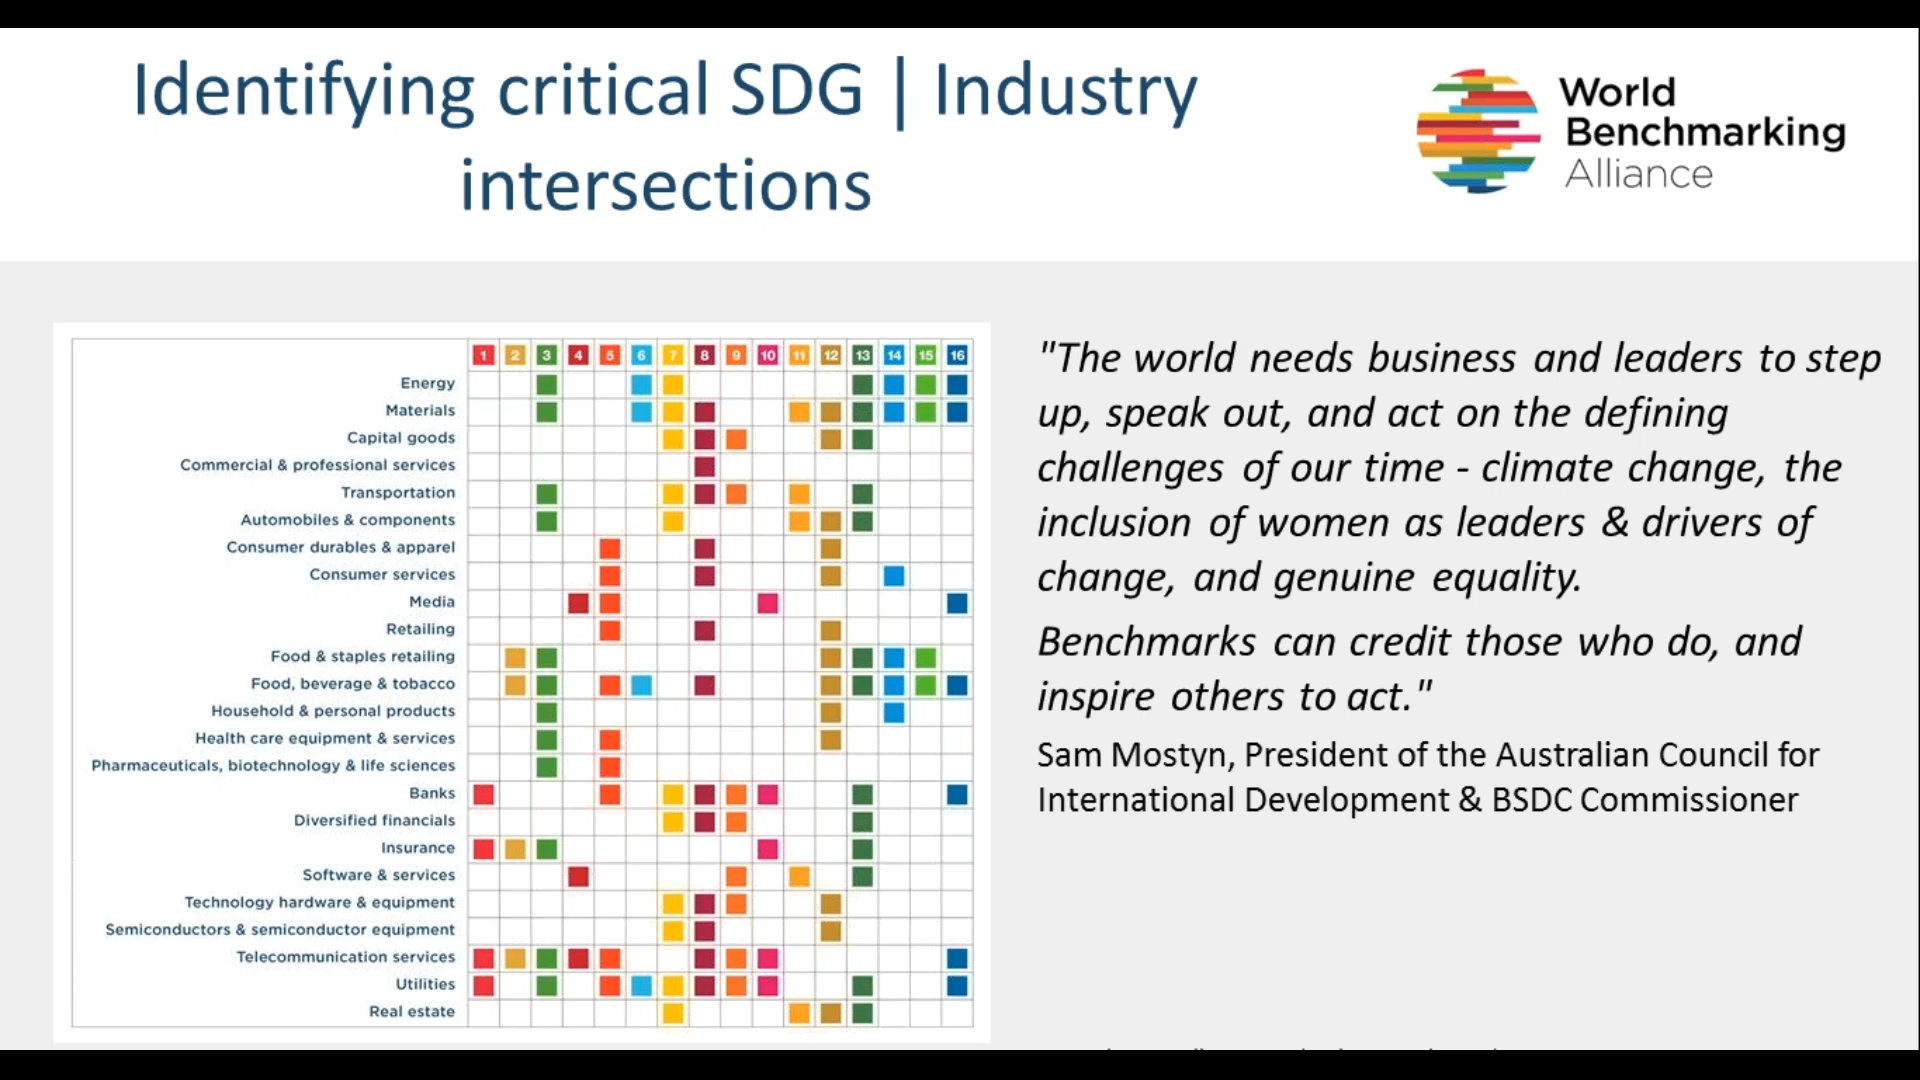 Identifying critical SDG | Industry
intersections
World
Benchmarking
Alliance
1 2 3 4 5 6 7 8 9 10 11 12 13 14 15 16
Energy
Materials
Capital goods
Commercial & professional services
Transportation
Automobiles & components
Consumer durables & apparel
Consumer services
Media
Retailing
Food & staples retailing
Food, beverage & tobacco
Household & personal products
Health care equipment & services
Pharmaceuticals, biotechnology & life sciences
Banks
Diversified financials
Insurance
Software & services
Technology hardware & equipment
Semiconductors & semiconductor equipment
Telecommunication services
Utilities
Real estate
"The world needs business and leaders to step
up, speak out, and act on the defining
challenges of our time - climate change, the
inclusion of women as leaders & drivers of
change, and genuine equality.
Benchmarks can credit those who do, and
inspire others to act."
Sam Mostyn, President of the Australian Council for
International Development & BSDC Commissioner